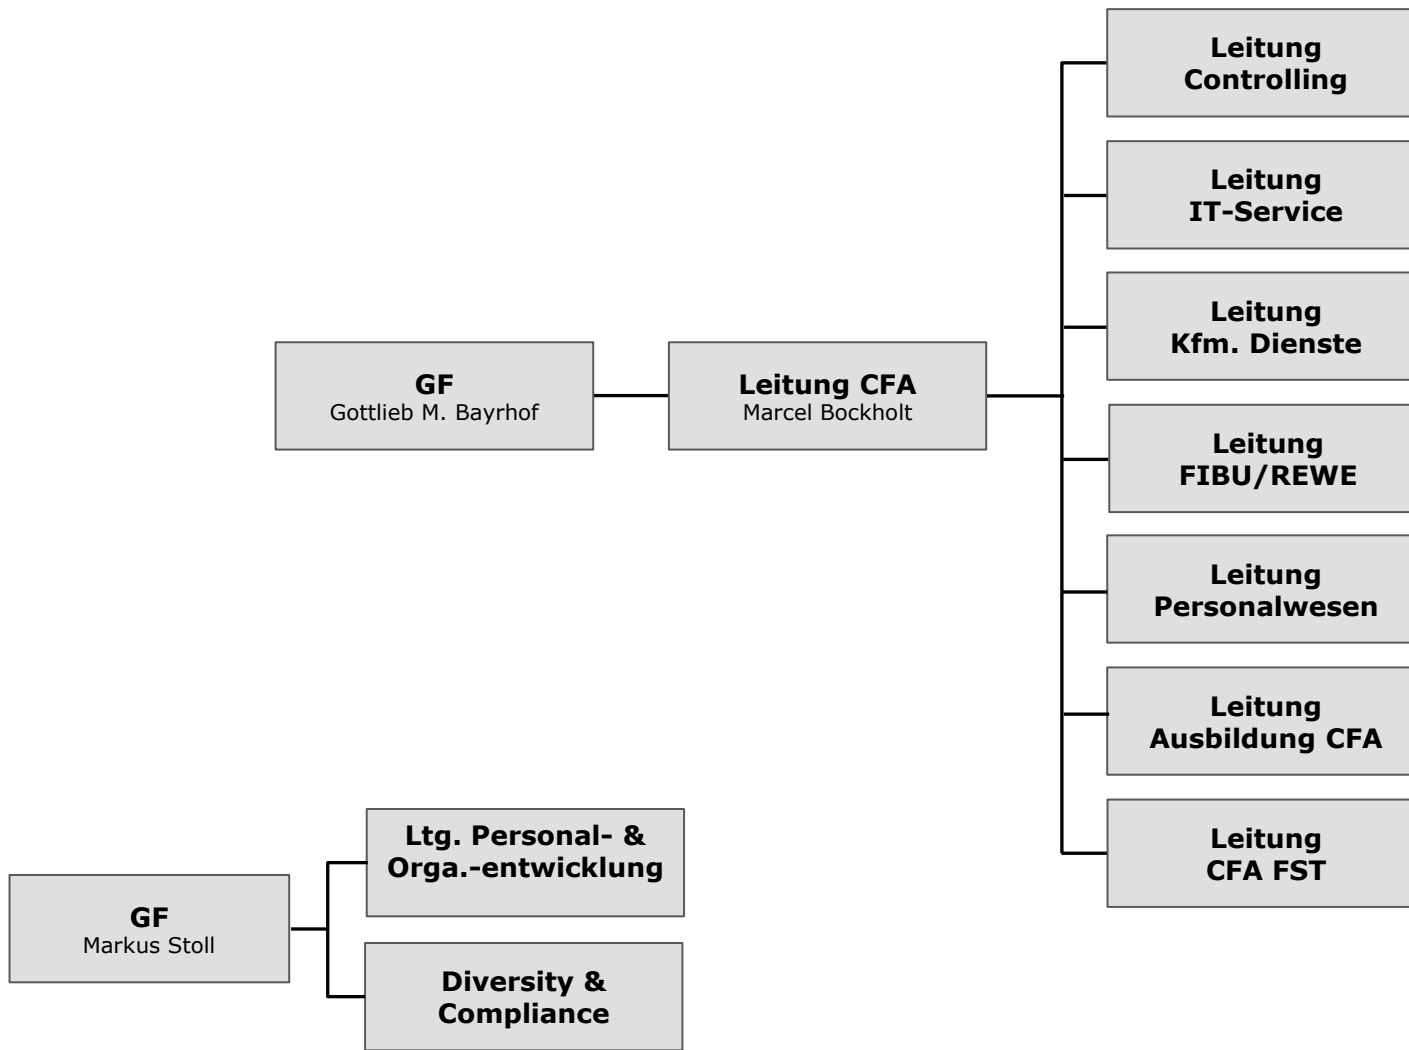 Leitung
Controlling
Leitung
IT-Service
Leitung
Kfm. Dienste
GF
Gottlieb M. Bayrhof
Leitung CFA
Marcel Bockholt
Leitung
FIBU/REWE
Leitung
Personalwesen
Leitung
Ausbildung CFA
Leitung
CFA FST
Ltg. Personal- &
Orga.-entwicklung
GF
Markus Stoll
Diversity &
Compliance